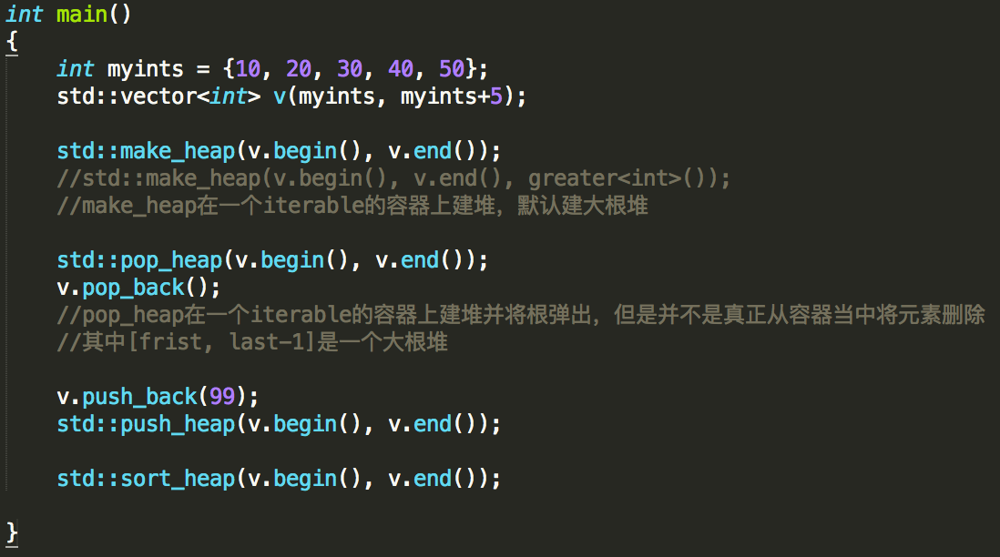 int main()
{
    int myints = {10, 20, 30, 40, 50};
    std::vector<int> v(myints, myints+5);
    std::make_heap(v.begin(), v.end());
    //std::make_heap(v.begin(), v.end(), greater<int>());
    //make_heap在一个iterable的容器上建堆，默认建大根堆
    std::pop_heap(v.begin(), v.end());
    v.pop_back();
    //pop_heap在一个iterable的容器上建堆并将根弹出，但是并不是真正从容器当中将元素删除
    //其中[frist, last-1]是一个大根堆
    v.push_back(99);
    std::push_heap(v.begin(), v.end());
    std::sort_heap(v.begin(), v.end());
}